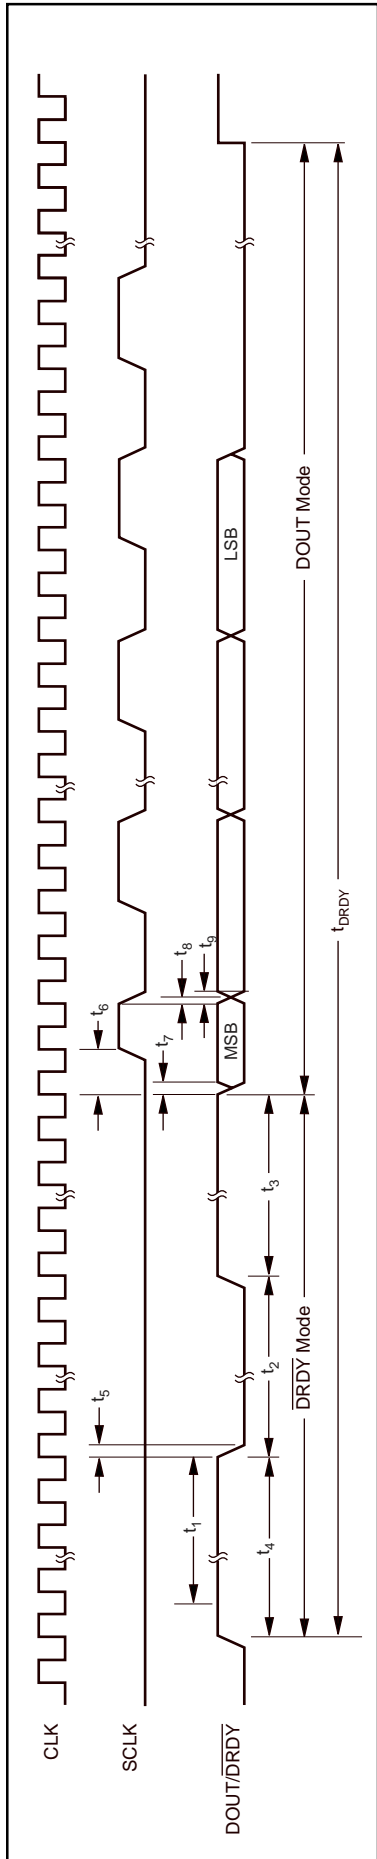 CLK
SCLK
DOUT/DRDY
t1
t4
t5
t2
t3
t6
t7
t8
t9
MSB
LSB
DRDY Mode
DOUT Mode
tDRDY